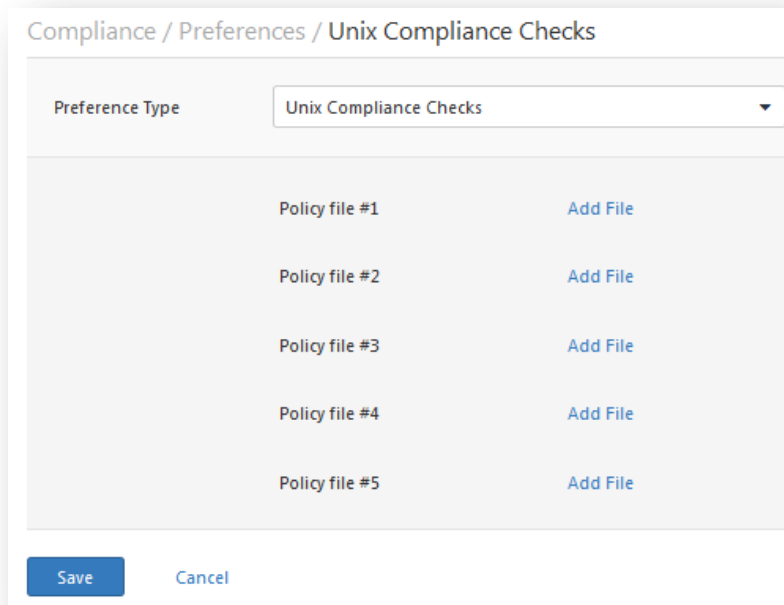 Compliance / Preferences / Unix Compliance Checks
Preference Type Unix Compliance Checks
Policy file #1 Add File
Policy file #2 Add File
Policy file #3 Add File
Policy file #4 Add File
Policy file #5 Add File
Save Cancel